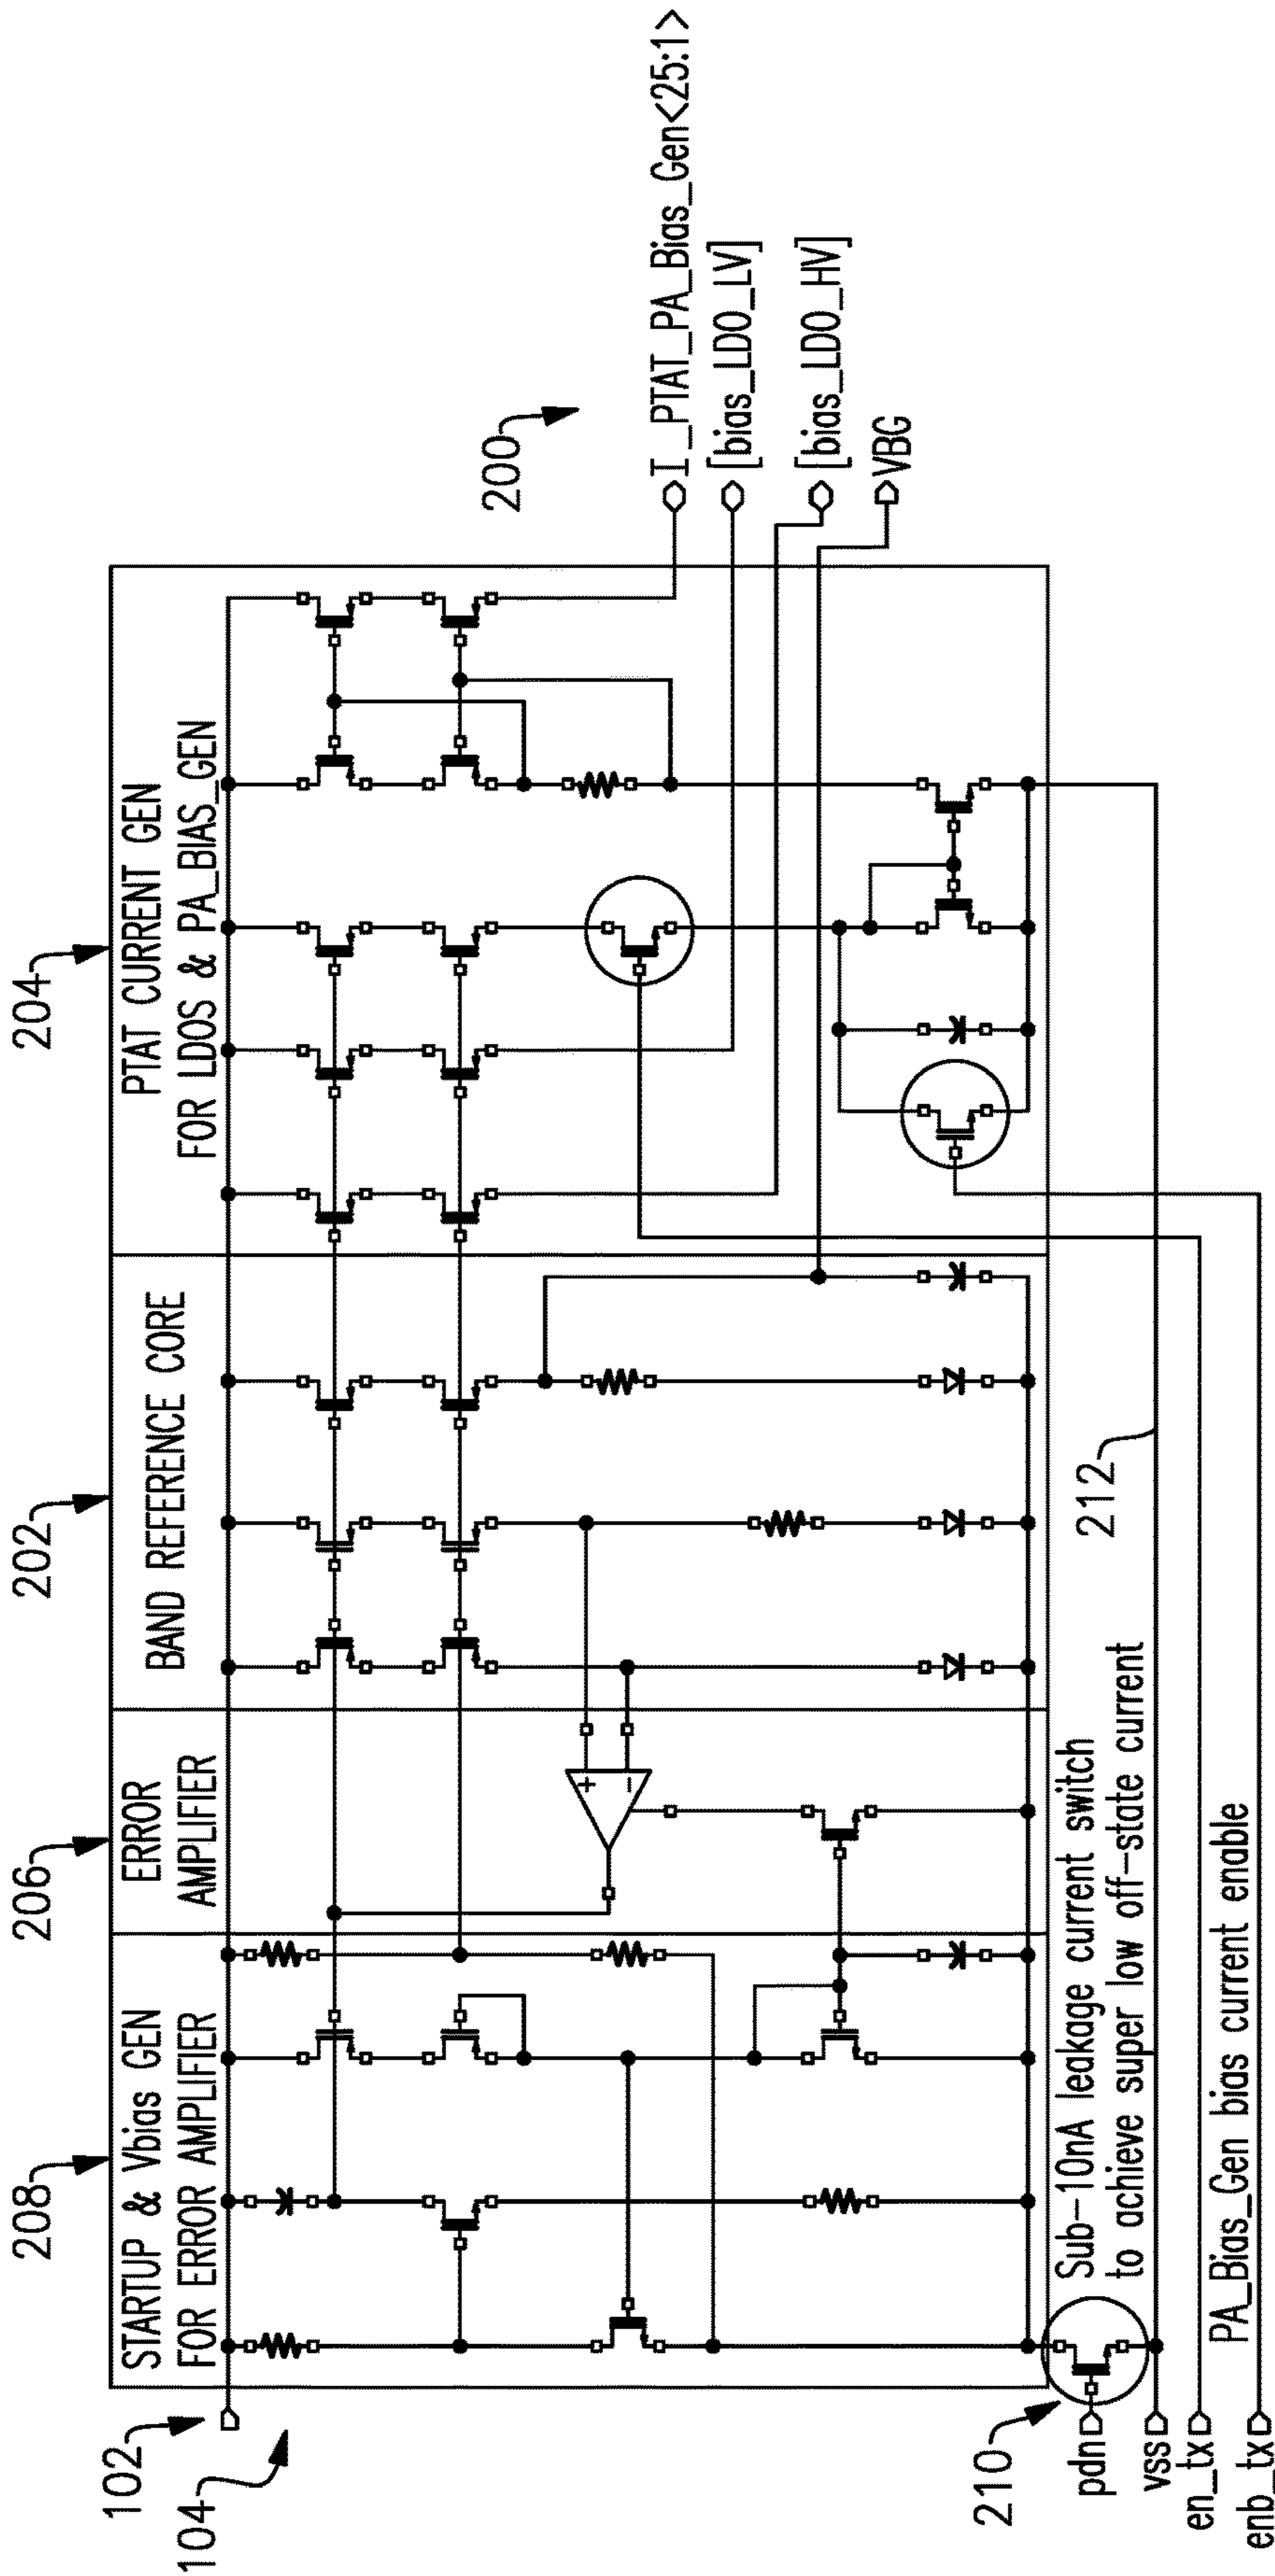 200
204
202
206
208
102
104
PTAT CURRENT GEN
FOR LDOS & PA_BIAS_GEN
BAND REFERENCE CORE
ERROR
AMPLIFIER
STARTUP & Vbias GEN
FOR ERROR AMPLIFIER
+
−
I_PTAT_PA_Bias_Gen<25:1>
[bias_LDO_LV]
[bias_LDO_HV]
VBG
212
210
Sub-10nA leakage current switch
to achieve super low off-state current
pdn
vss
en_tx
enb_tx
PA_Bias_Gen bias current enable